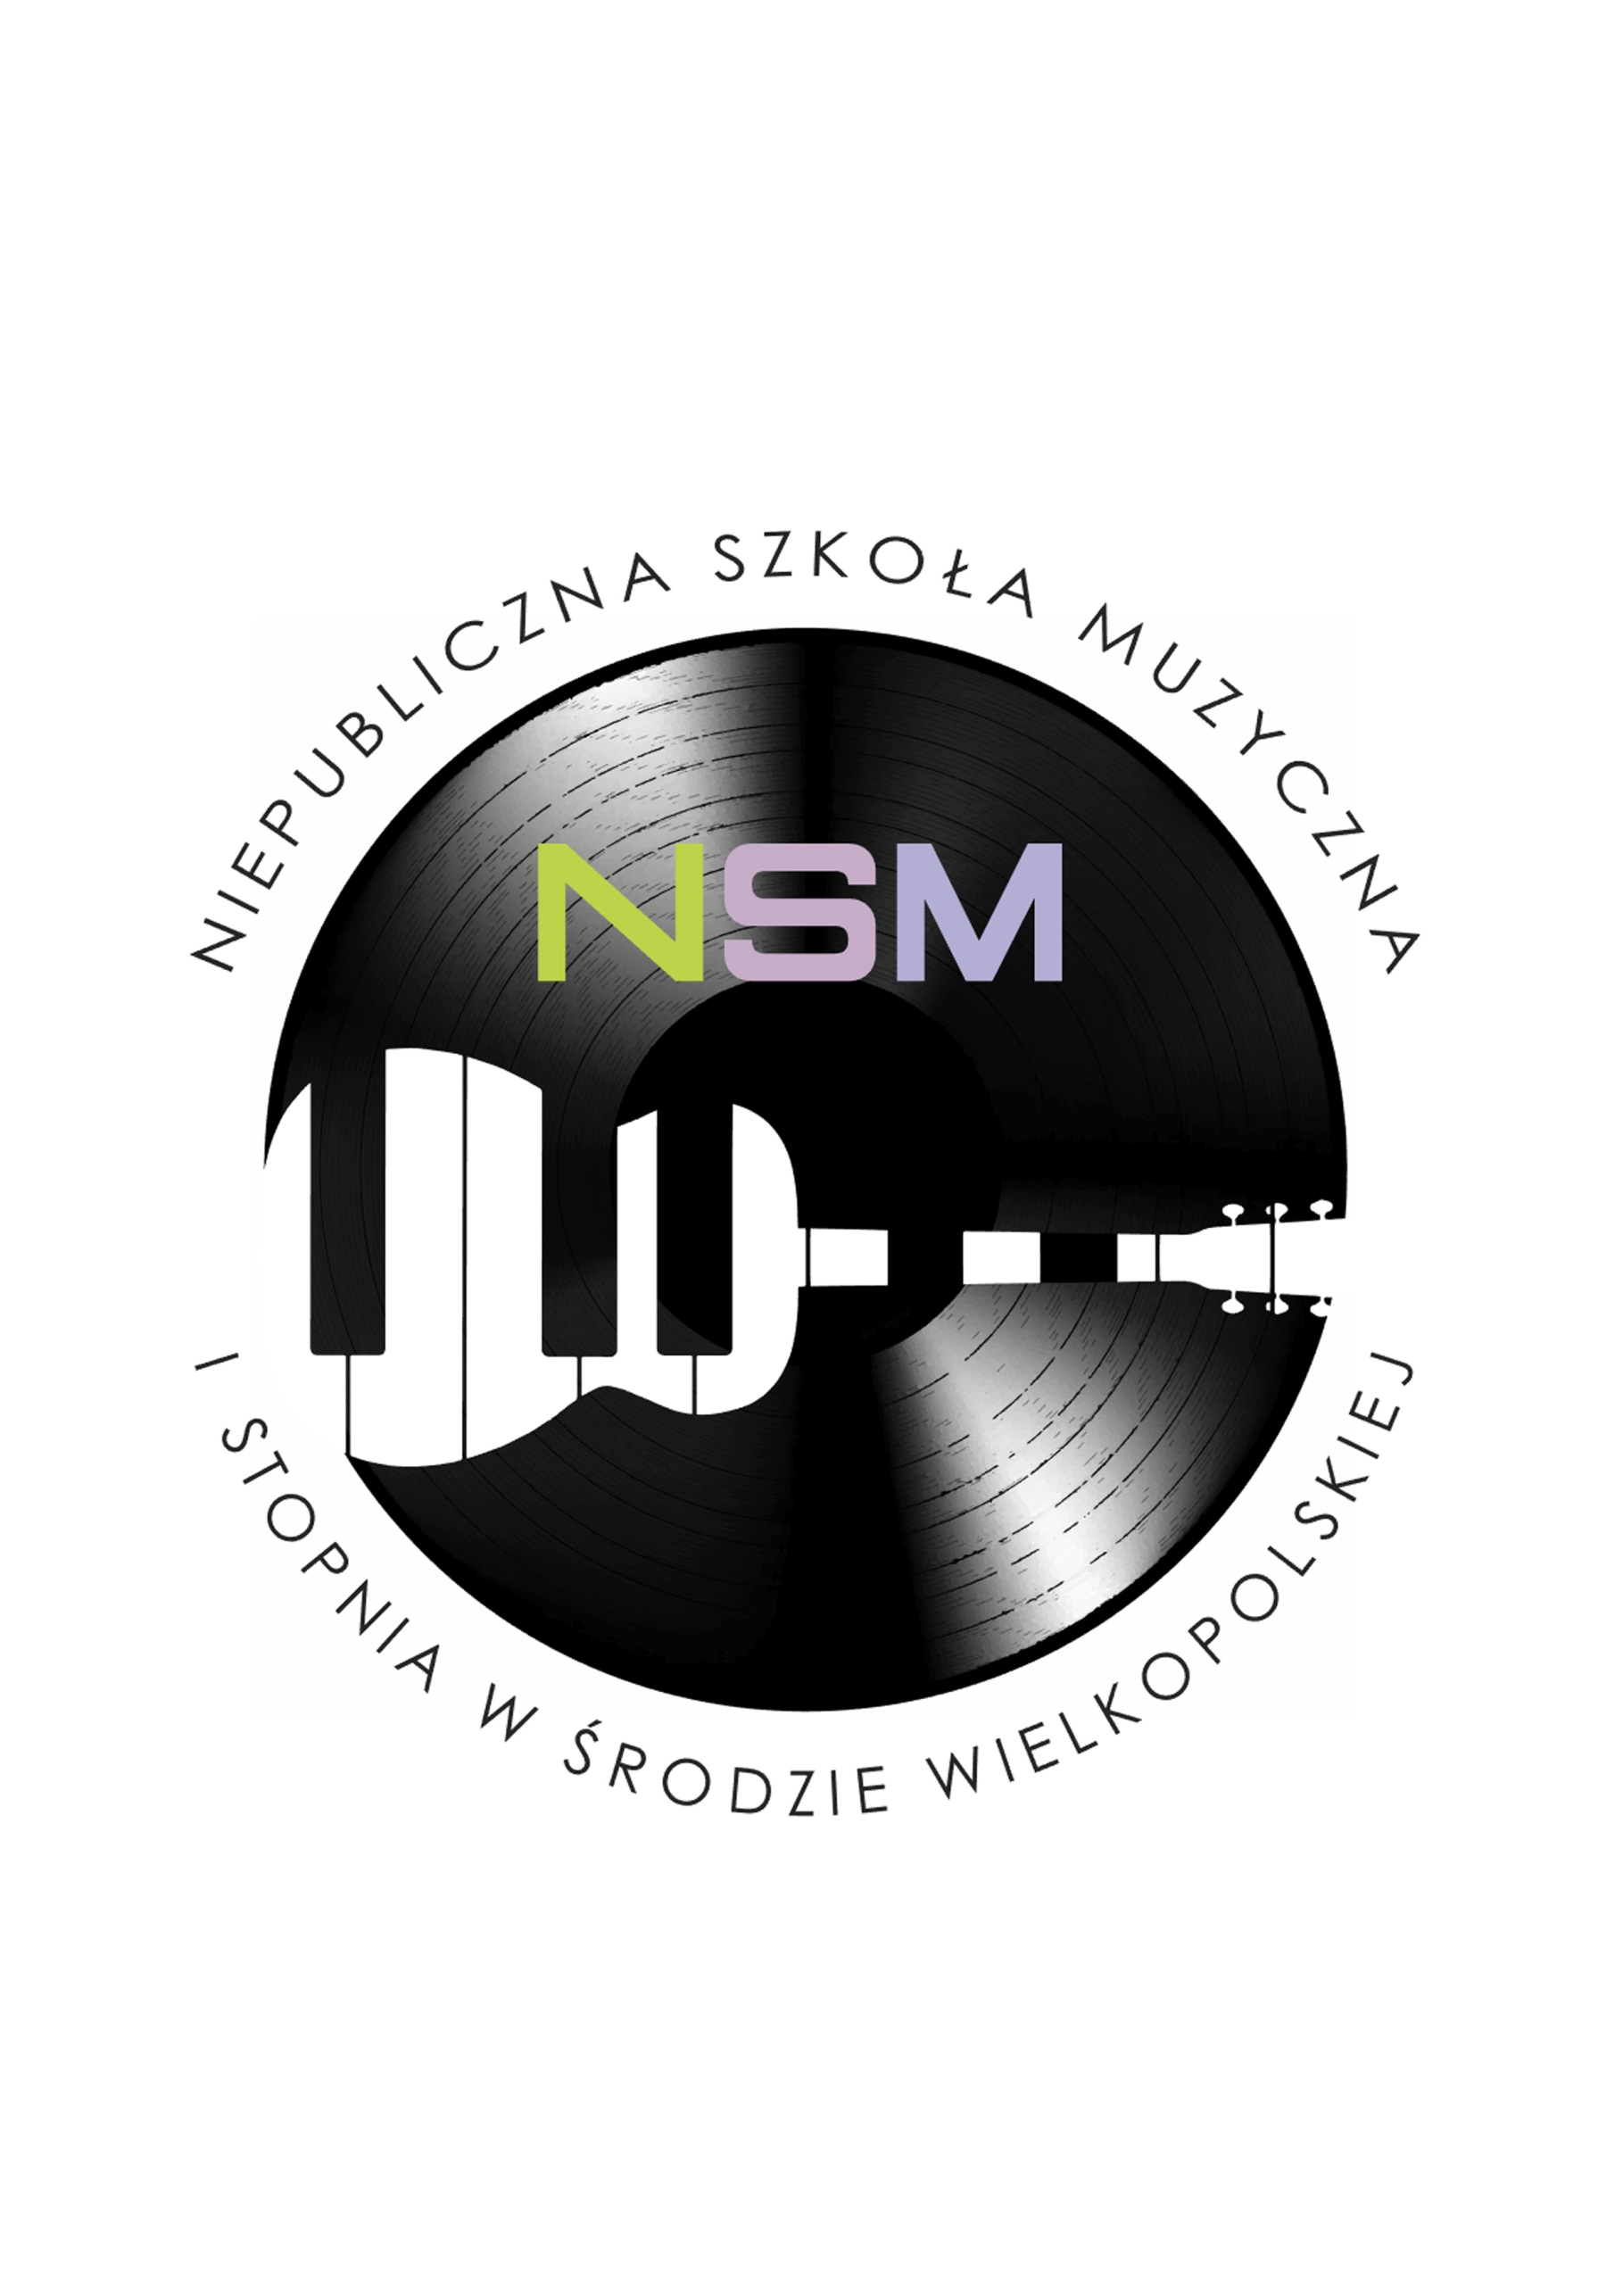 NIEPUBLICZNA SZKOŁA MUZYCZNA
NSM
I STOPNIA W ŚRODZIE WIELKOPOLSKIEJ